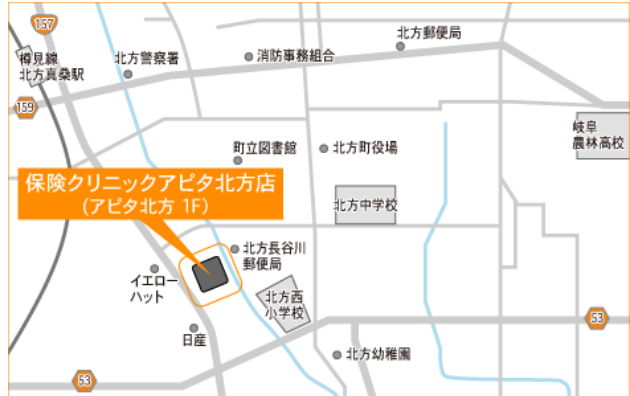 157
樽見線
北方真桑駅
北方警察署
消防事務組合
北方郵便局
159
町立図書館
北方町役場
岐阜
農林高校
保険クリニックアピタ北方店
(アピタ北方 1F)
北方中学校
北方長谷川
郵便局
イエロー
ハット
北方西
小学校
日産
53
北方幼稚園
53